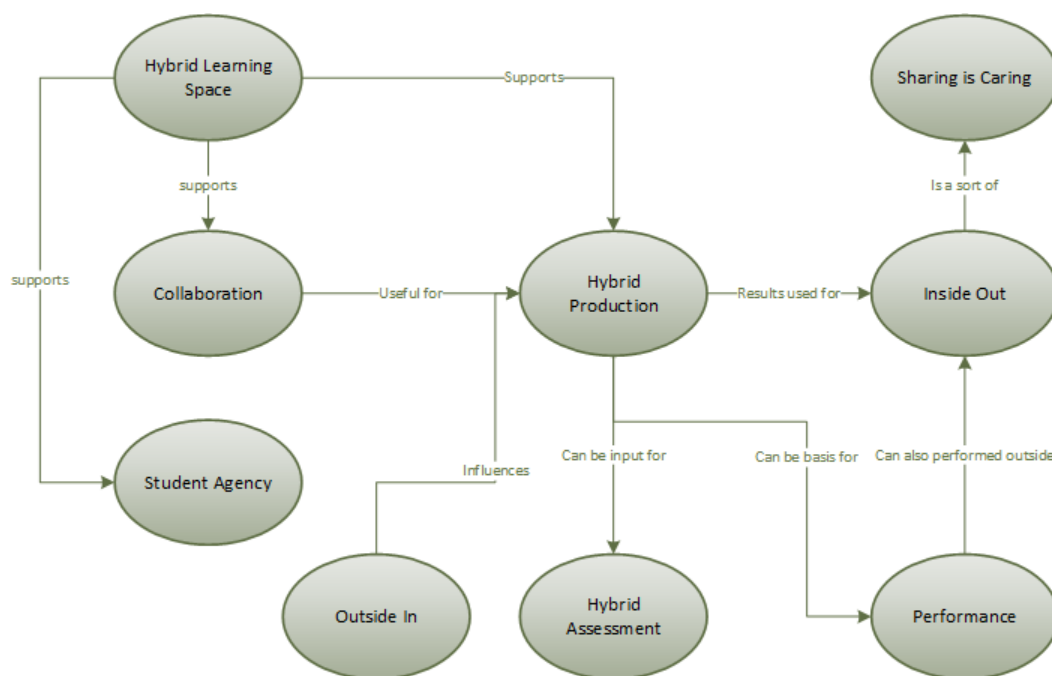 Hybrid Learning
Space
Supports
Sharing is Caring
supports
Is a sort of
supports
Collaboration
Useful for
Hybrid
Production
Results used for
Inside Out
Student Agency
Influences
Can be input for
Can be basis for
Can also performed outside
Outside In
Hybrid
Assessment
Performance